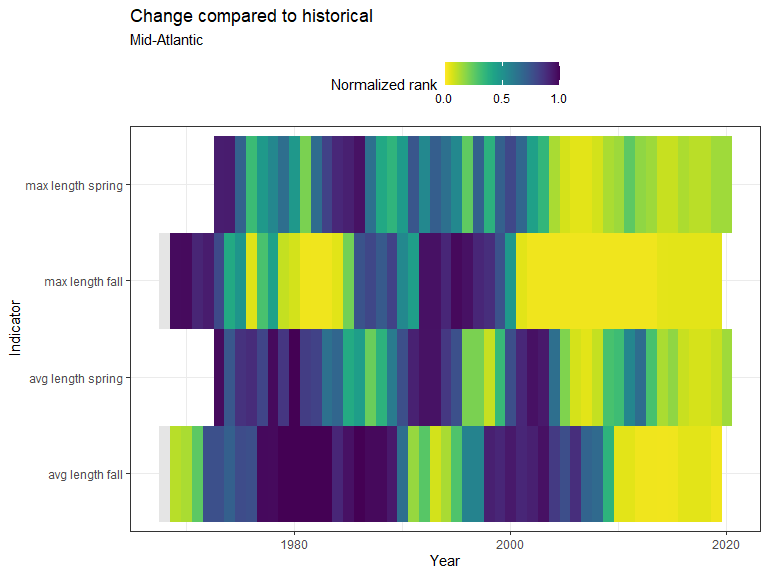 Change compared to historical
Mid-Atlantic
Normalized rank
0.0 0.5 1.0
Indicator
max length spring
max length fall
avg length spring
avg length fall
1980 2000 2020
Year